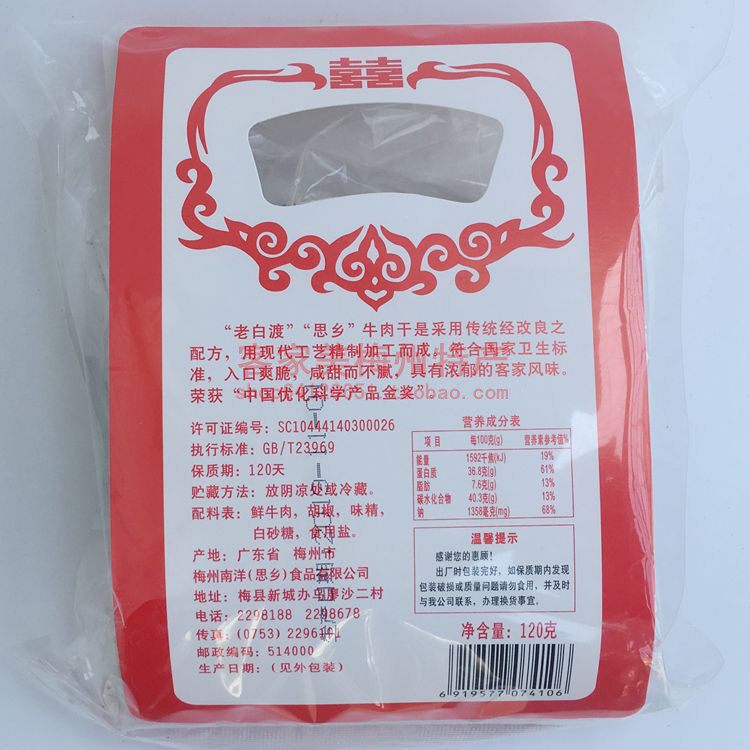 囍
“老白渡”“思乡”牛肉干是采用传统经改良之
配方，用现代工艺精制加工而成。符合国家卫生标
准，入口爽脆，咸甜而不腻，具有浓郁的客家风味。
荣获“中国优化科学产品金奖”
许可证编号：SC10444140300026
执行标准：GB/T23969
保质期：120天
贮藏方法：放阴凉处或冷藏。
配料表：鲜牛肉，胡椒，味精，
白砂糖，食用盐。
产地：广东省 梅州市
梅州南洋(思乡)食品有限公司
地址：梅县新城办乌廖沙二村
电话：2298188 2298678
传真：(0753) 2296101
邮政编码：514000
生产日期：(见外包装)
营养成分表
项目 每100克(g) 营养素参考值%
能量 1592千焦(kJ) 19%
蛋白质 36.8克(g) 61%
脂肪 7.6克(g) 13%
碳水化合物 40.3克(g) 13%
钠 1358毫克(mg) 68%
温馨提示
感谢您的惠顾！
出厂时包装完好，如保质期内发现
包装破损或质量问题请勿食用，并及时
与我公司联系，办理换货事宜。
净含量：120克
6 919577 074106